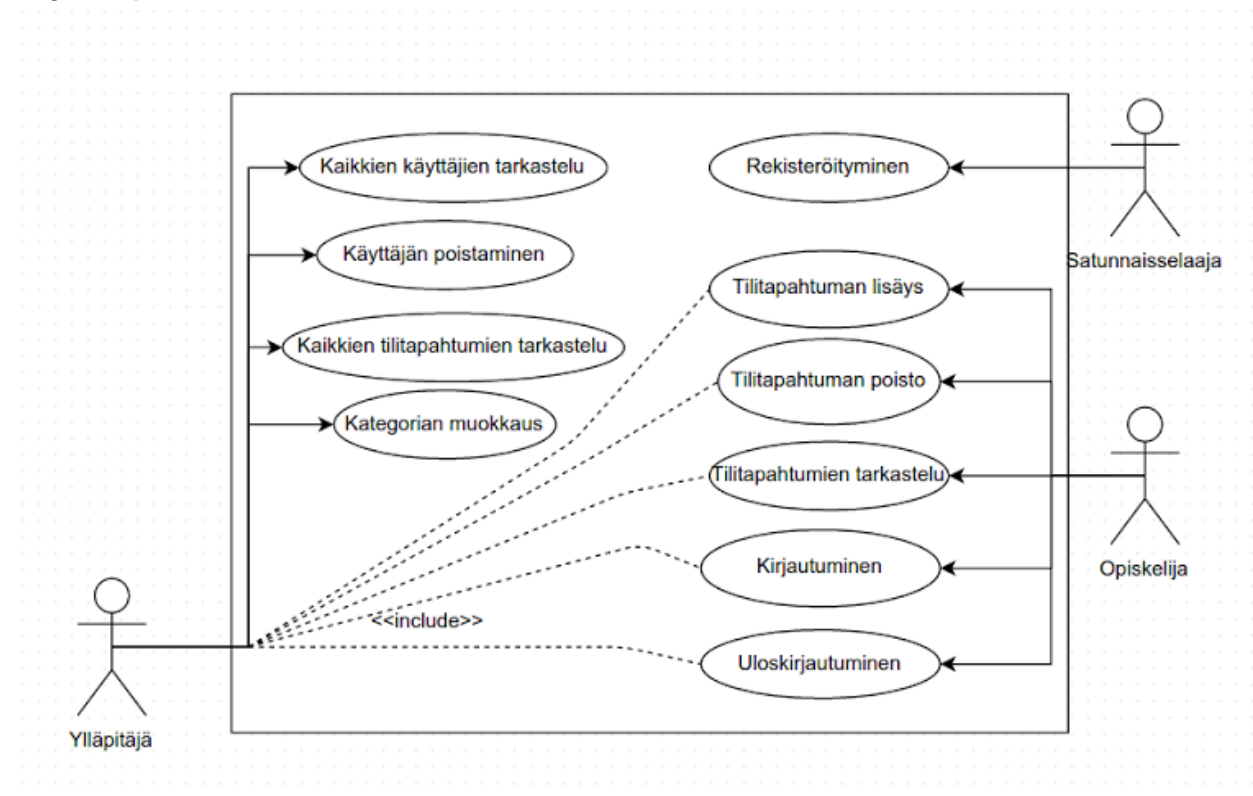 Kaikkien käyttäjien tarkastelu
Käyttäjän poistaminen
Kaikkien tilitapahtumien tarkastelu
Kategorian muokkaus
Rekisteröityminen
Tilitapahtuman lisäys
Tilitapahtuman poisto
Tilitapahtumien tarkastelu
Kirjautuminen
<<include>>
Uloskirjautuminen
Satunnaisselaaja
Opiskelija
Ylläpitäjä